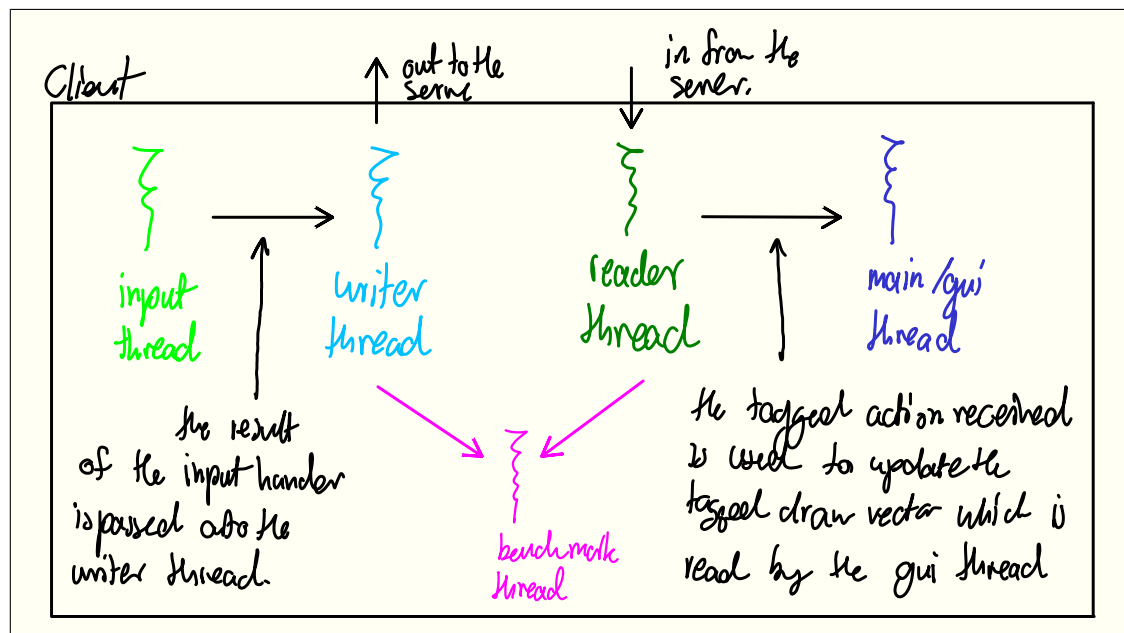 Client
out to the
serve
in from the
server.
input
thread
writer
thread
reader
thread
main/gui
thread
the result
of the input hander
is passed onto the
writer thread.
benchmark
thread
the tagged action received
is used to update the
tagged draw vector which is
read by the gui thread